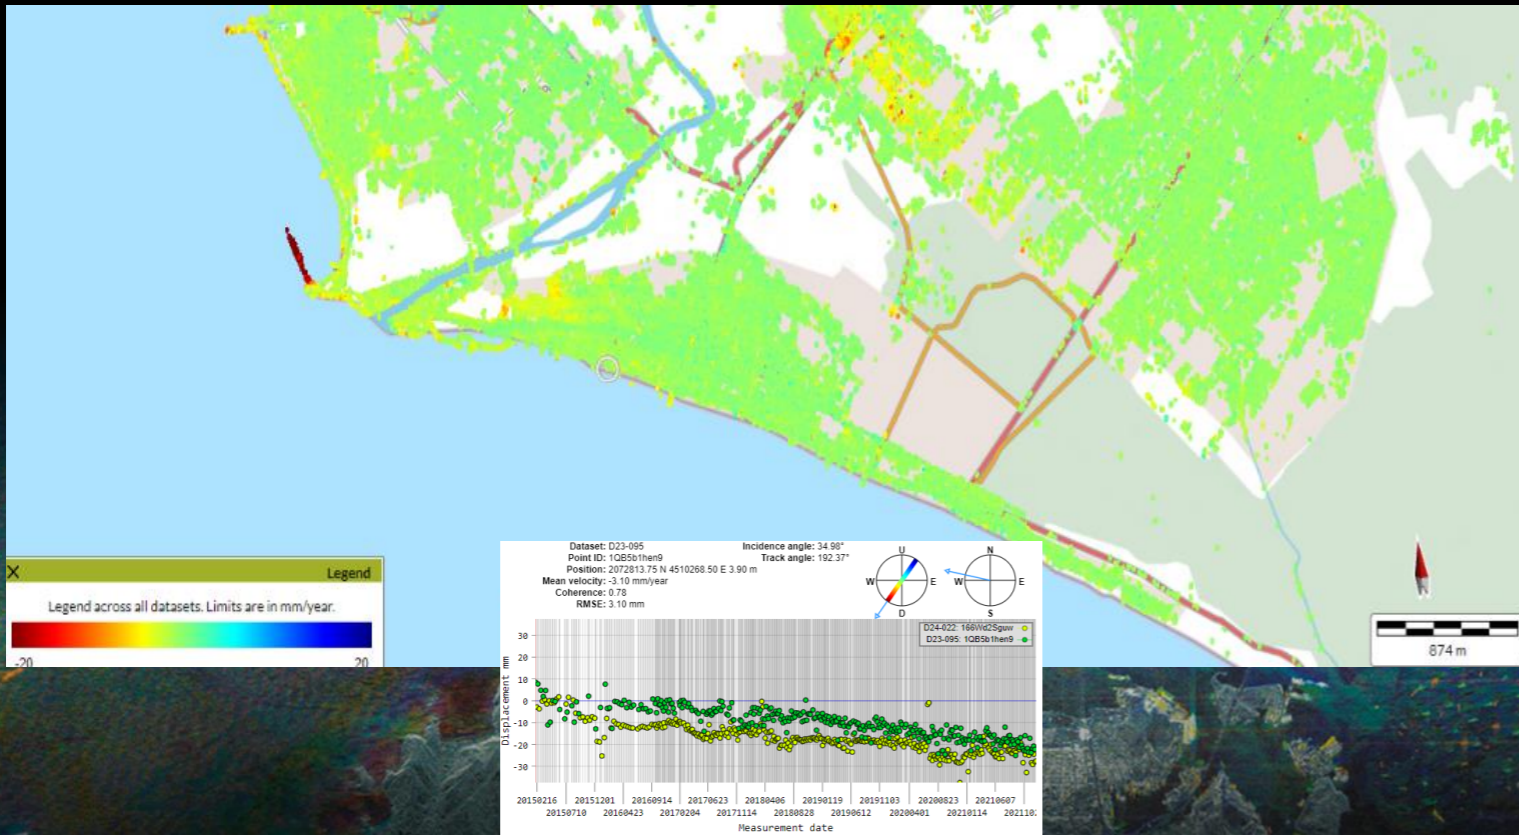 X Legend
Legend across all datasets. Limits are in mm/year.
-20 20
Dataset: D23-095
Point ID: 1QB5b1hen9
Position: 2072813.75 N 4510268.50 E 3.90 m
Mean velocity: -3.10 mm/year
Coherence: 0.78
RMSE: 3.10 mm
Incidence angle: 34.98°
Track angle: 192.37°
U
W E
D
N
W E
S
874 m
D24-022: 166Wd2Sguw
D23-095: 1QB5b1hen9
Displacement mm
30
20
10
0
-10
-20
-30
20150216 20151201 20160914 20170623 20180406 20190119 20191103 20200823 20210607
20150710 20160423 20170204 20171114 20180828 20190612 20200401 20210114
Measurement date